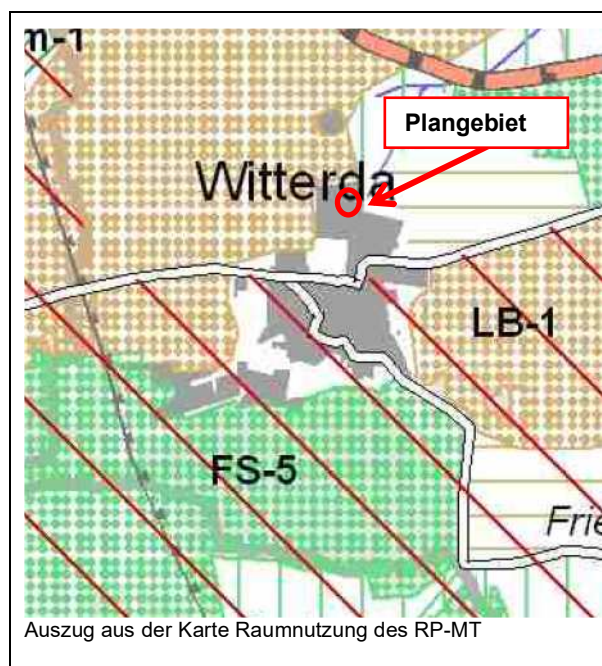 m-1
Plangebiet
Witterda
LB-1
FS-5
Frie
Auszug aus der Karte Raumnutzung des RP-MT